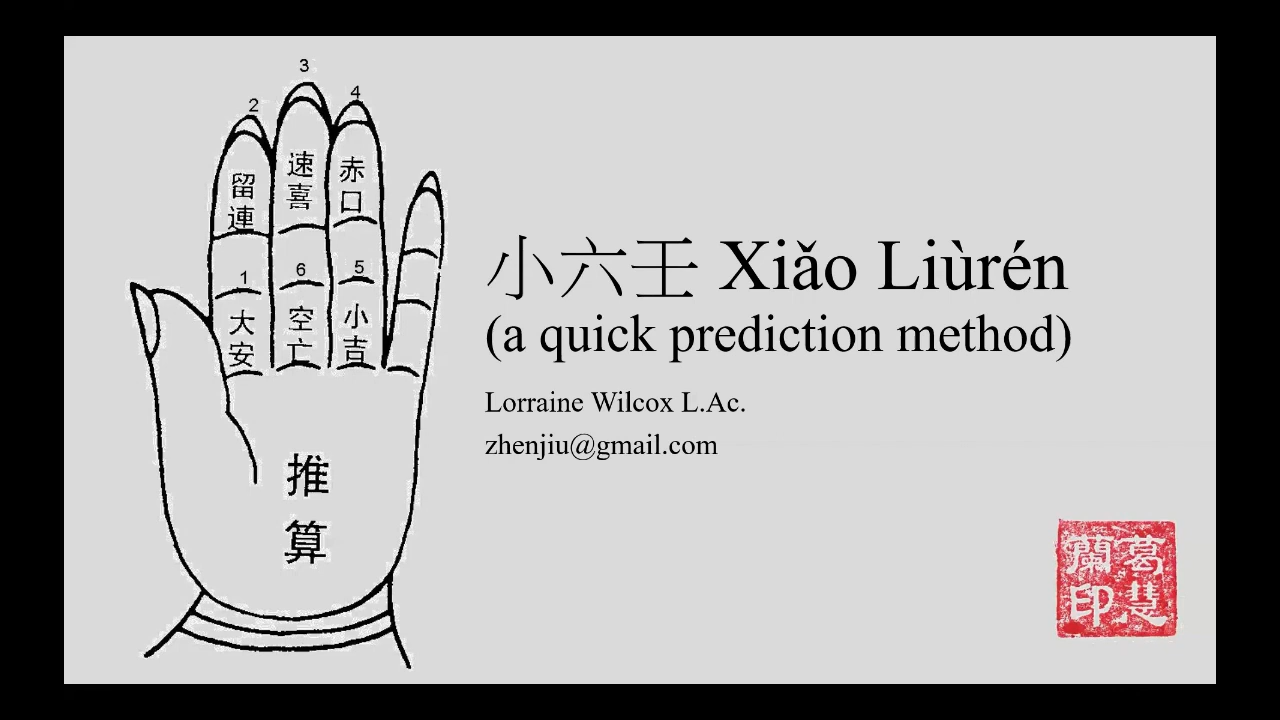 3
2
4
留連
速喜
赤口
1
6
5
大安
空亡
小吉
推算
小六壬 Xiǎo Liùrén
(a quick prediction method)
Lorraine Wilcox L.Ac.
zhenjiu@gmail.com
葛慧
蘭印